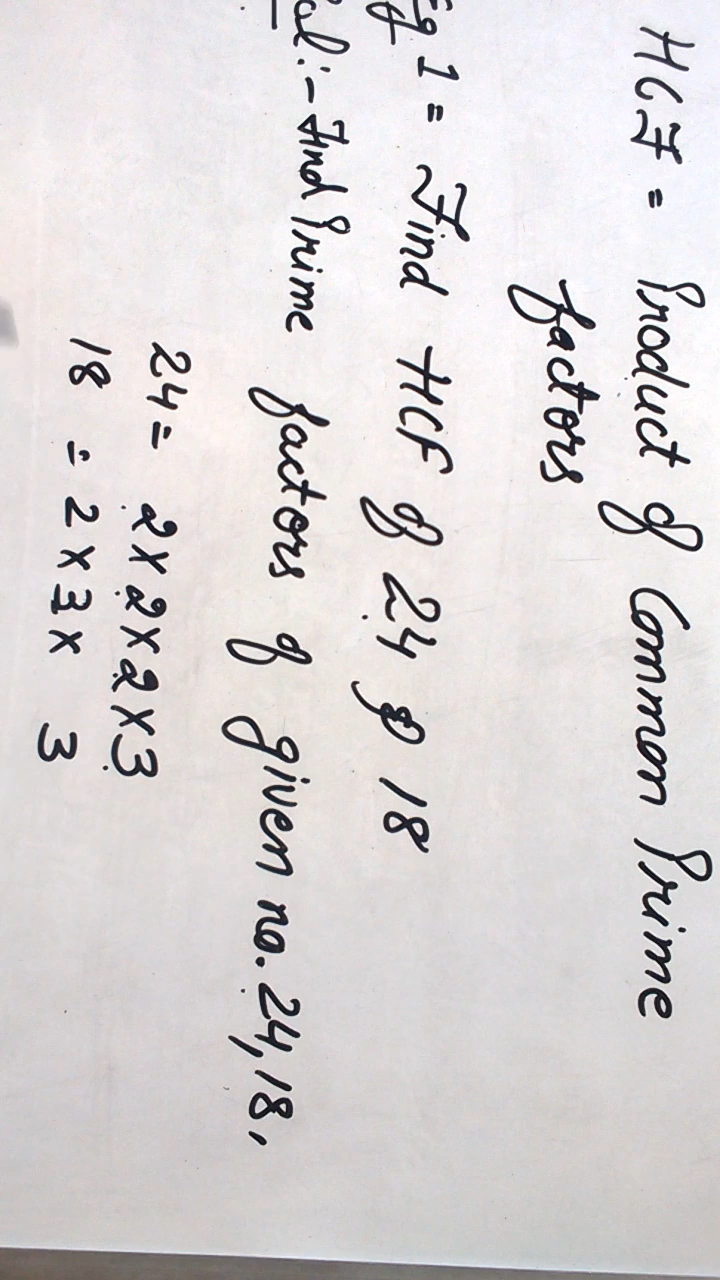 HCF = Product of Common Prime
factors
Eg 1 = Find HCF of 24 & 18
Sol:- Find Prime factors of given no. 24, 18,
24 = 2 x 2 x 2 x 3
18 = 2 x 3 x 3